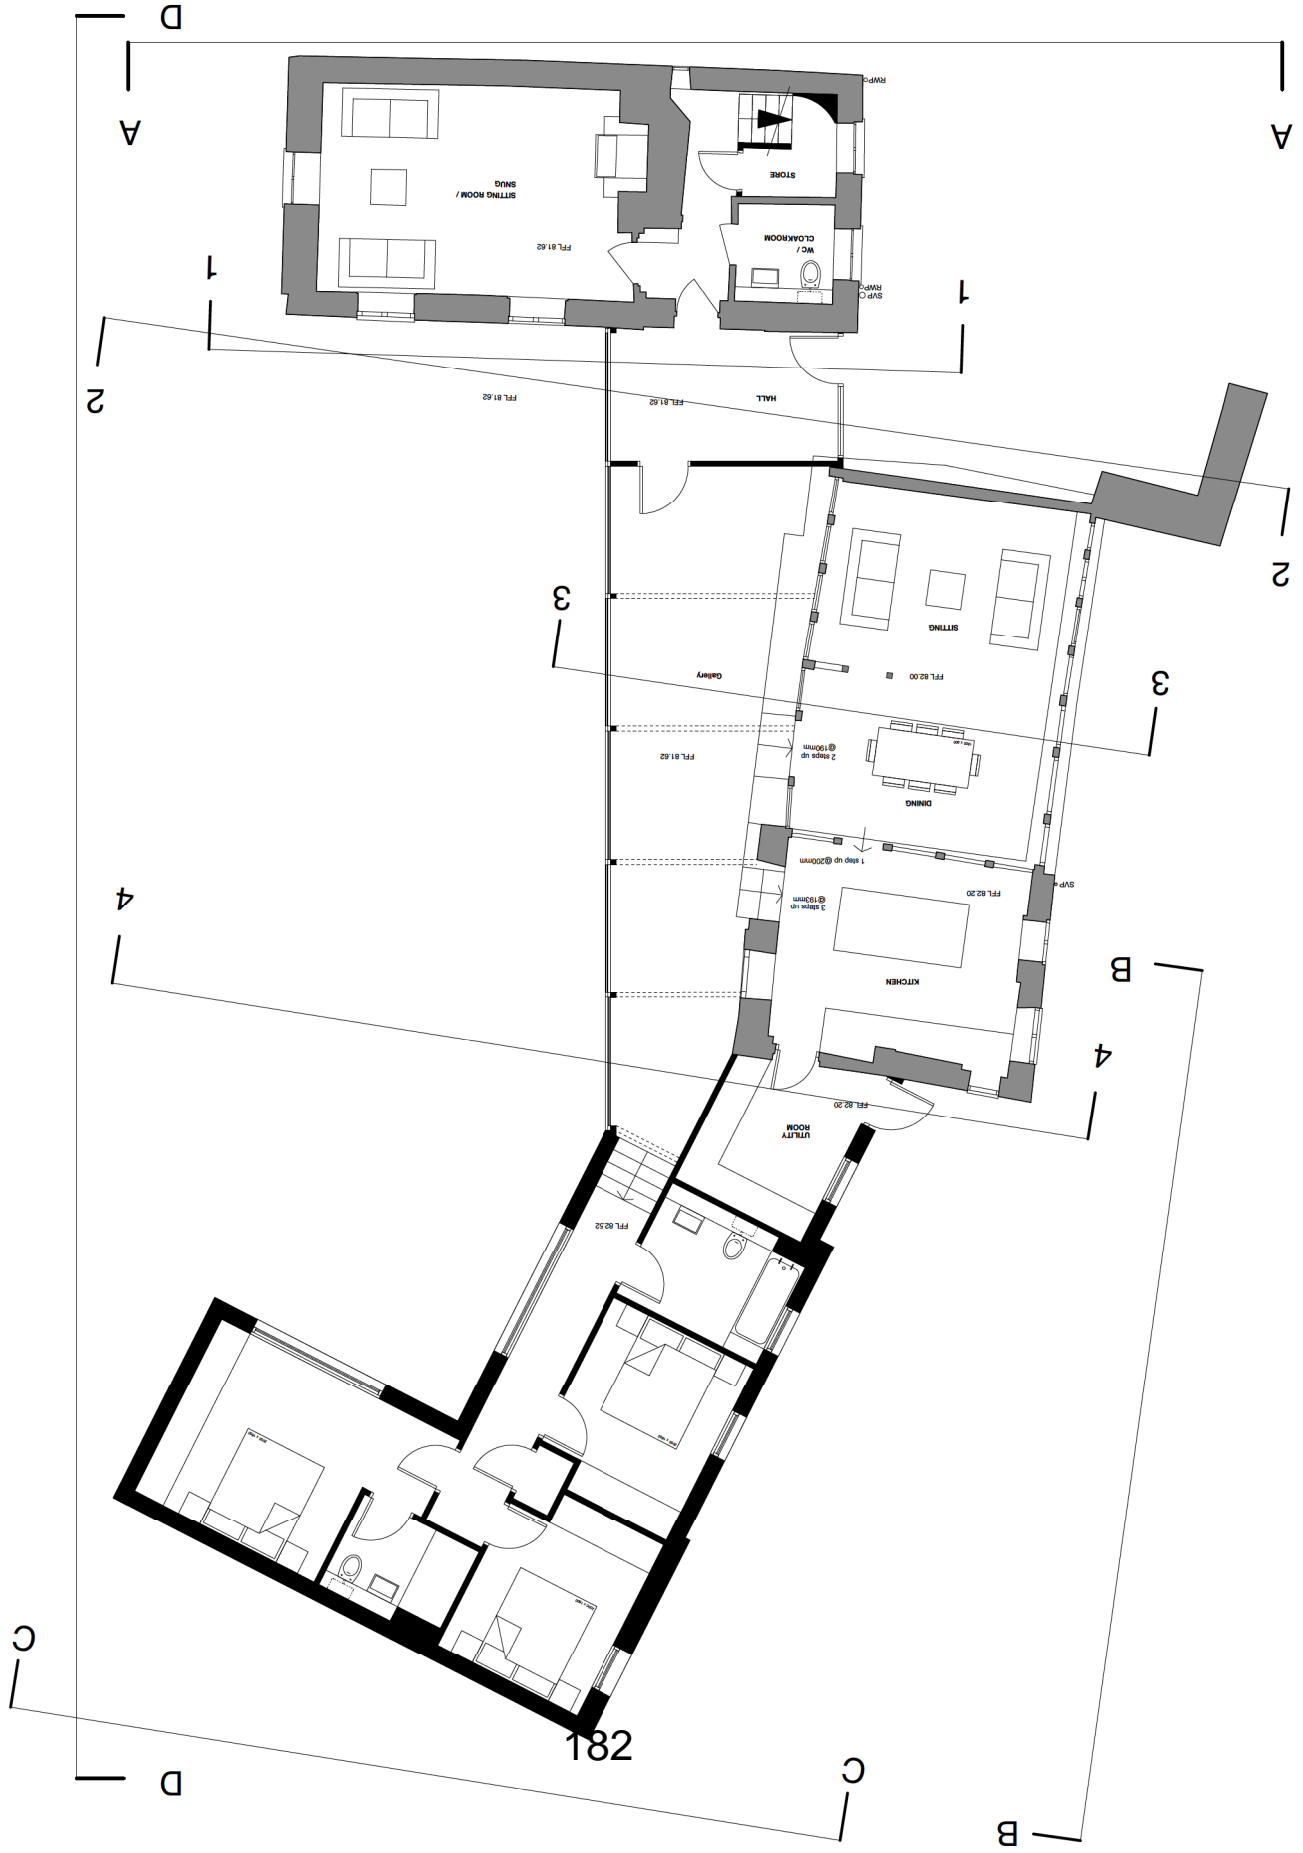 D
A
A
RWP
STORE
SITTING ROOM /
SNUG
WC /
CLOAKROOM
FFL 81.62
RWP
SVP
1
1
2
HALL
FFL 81.62
FFL 81.62
2
3
SITTING
FFL 82.00
Gallery
3
2 steps up
@190mm
FFL 81.62
DINING
1 step up @200mm
SVP
FFL 82.20
3 steps up
@193mm
4
KITCHEN
B
4
FFL 82.20
UTILITY
ROOM
FFL 82.52
C
182
C
D
B